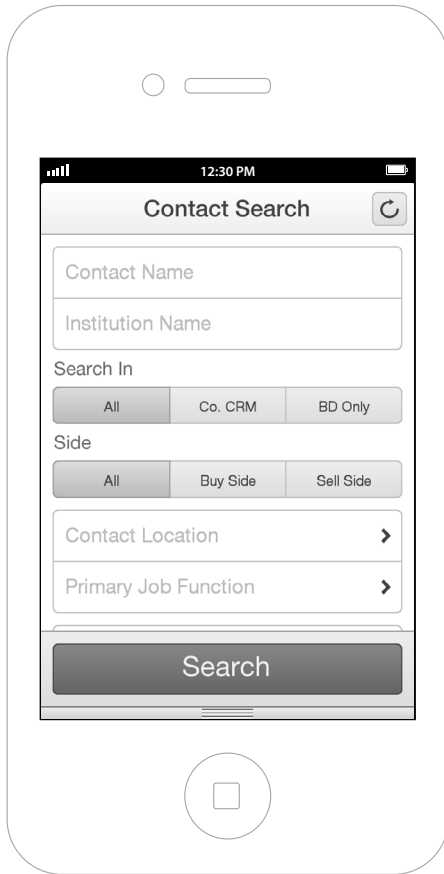 12:30 PM
Contact Search
Contact Name
Institution Name
Search In
All Co. CRM BD Only
Side
All Buy Side Sell Side
Contact Location
Primary Job Function
Search